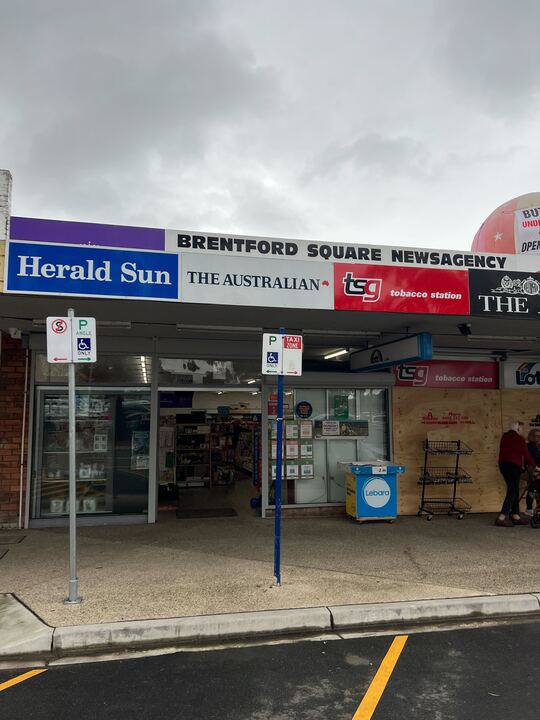 BRENTFORD SQUARE NEWSAGENCY
Herald Sun
THE AUSTRALIAN
tsg
tobacco station
THE
OPEN
S
P
ANGLE
ONLY
P
ONLY
TAXI
ZONE
tsg
tobacco station
Lebara